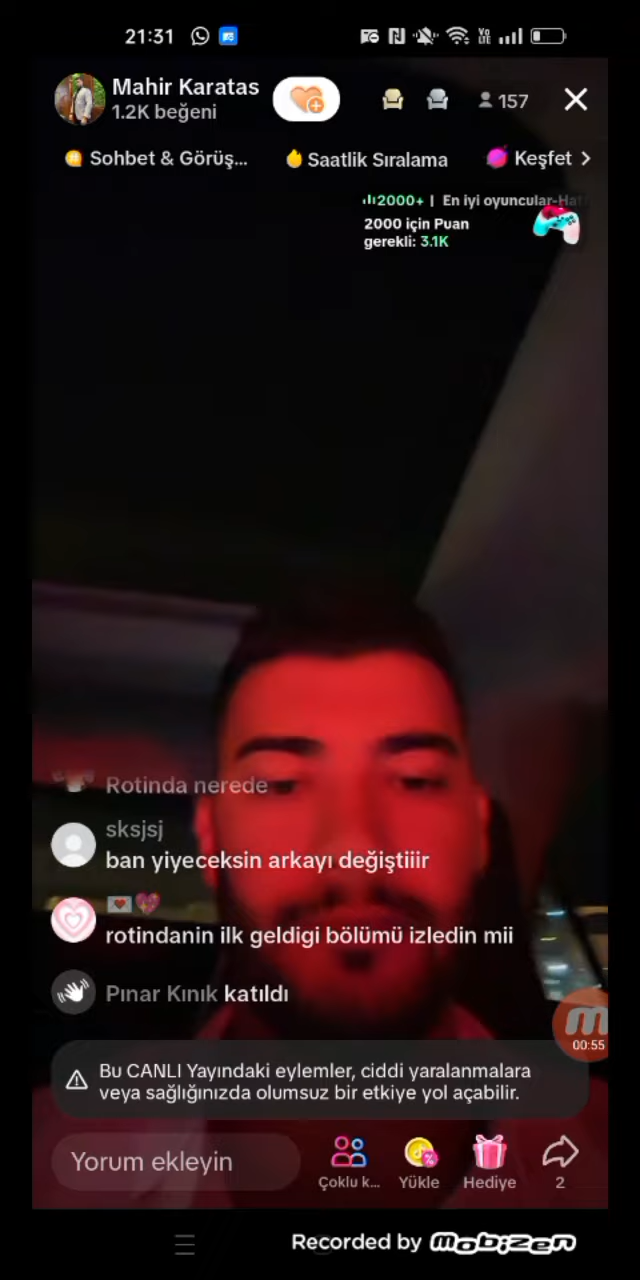 21:31
VO LTE
Mahir Karatas
1.2K beğeni
157
Sohbet & Görüş...
Saatlik Sıralama
Keşfet
2000+ | En iyi oyuncular-Hat
2000 için Puan
gerekli: 3.1K
Rotinda nerede
sksjsj
ban yiyeceksin arkayı değiştiiir
rotindanin ilk geldigi bölümü izledin mii
Pınar Kınık katıldı
00:55
Bu CANLI Yayındaki eylemler, ciddi yaralanmalara
veya sağlığınızda olumsuz bir etkiye yol açabilir.
Yorum ekleyin
Çoklu k...
Yükle
Hediye
2
Recorded by mobizen